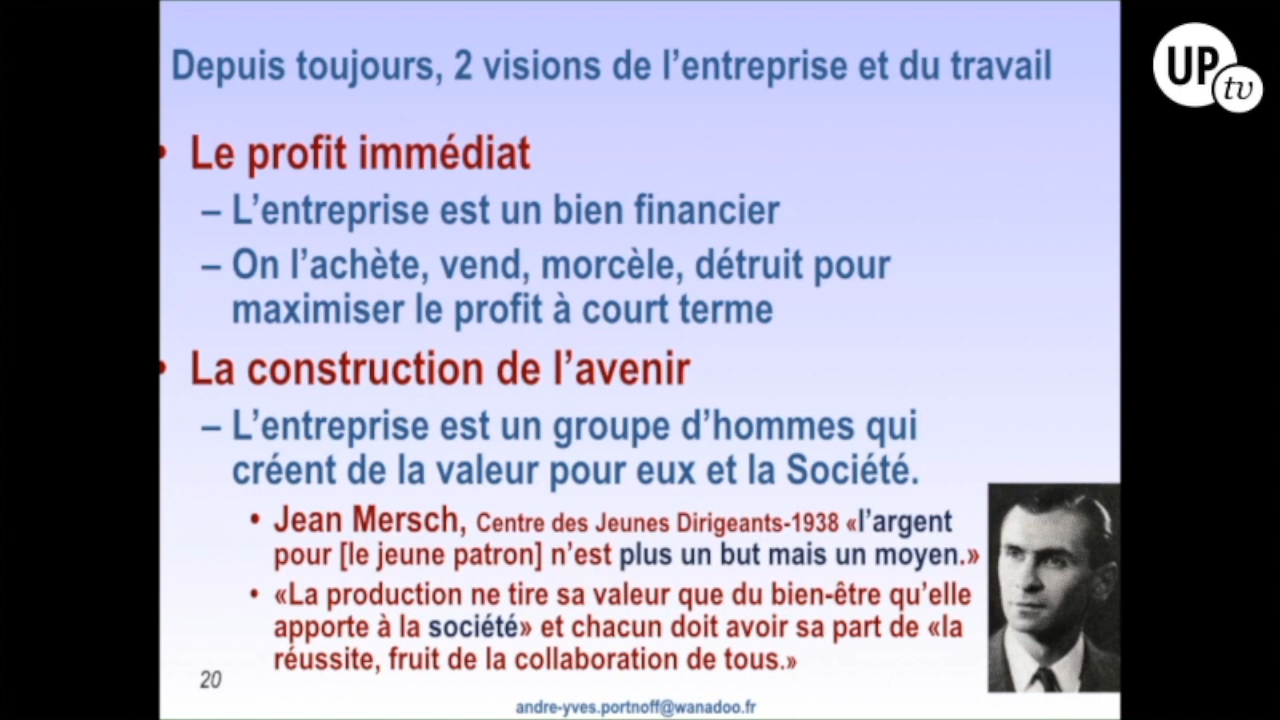 UP
tv
Depuis toujours, 2 visions de l’entreprise et du travail
• Le profit immédiat
– L’entreprise est un bien financier
– On l’achète, vend, morcèle, détruit pour
maximiser le profit à court terme
• La construction de l’avenir
– L’entreprise est un groupe d’hommes qui
créent de la valeur pour eux et la Société.
• Jean Mersch, Centre des Jeunes Dirigeants-1938 «l’argent
pour [le jeune patron] n’est plus un but mais un moyen.»
• «La production ne tire sa valeur que du bien-être qu’elle
apporte à la société» et chacun doit avoir sa part de «la
réussite, fruit de la collaboration de tous.»
20
andre-yves.portnoff@wanadoo.fr